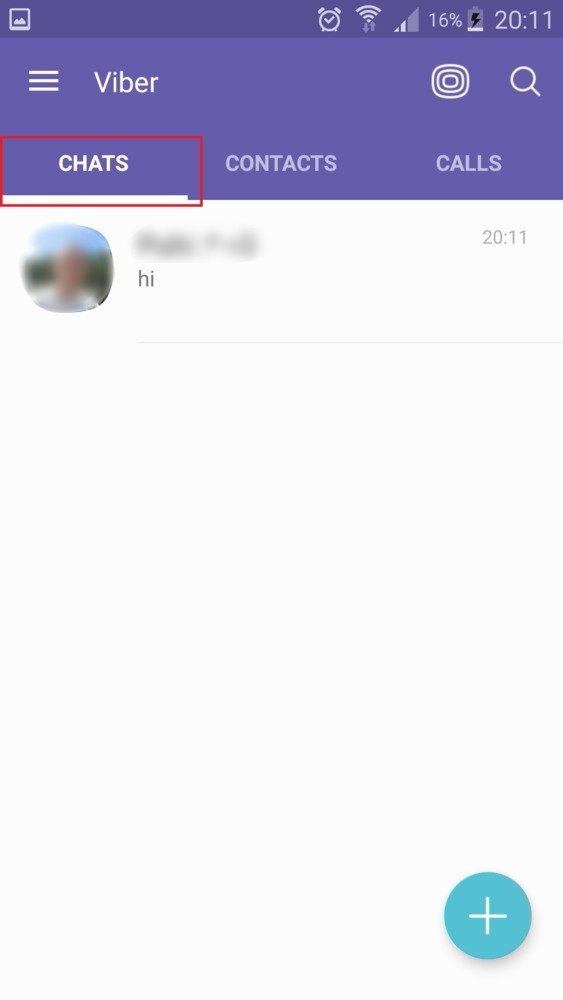 16% 20:11
Viber
CHATS CONTACTS CALLS
20:11
hi